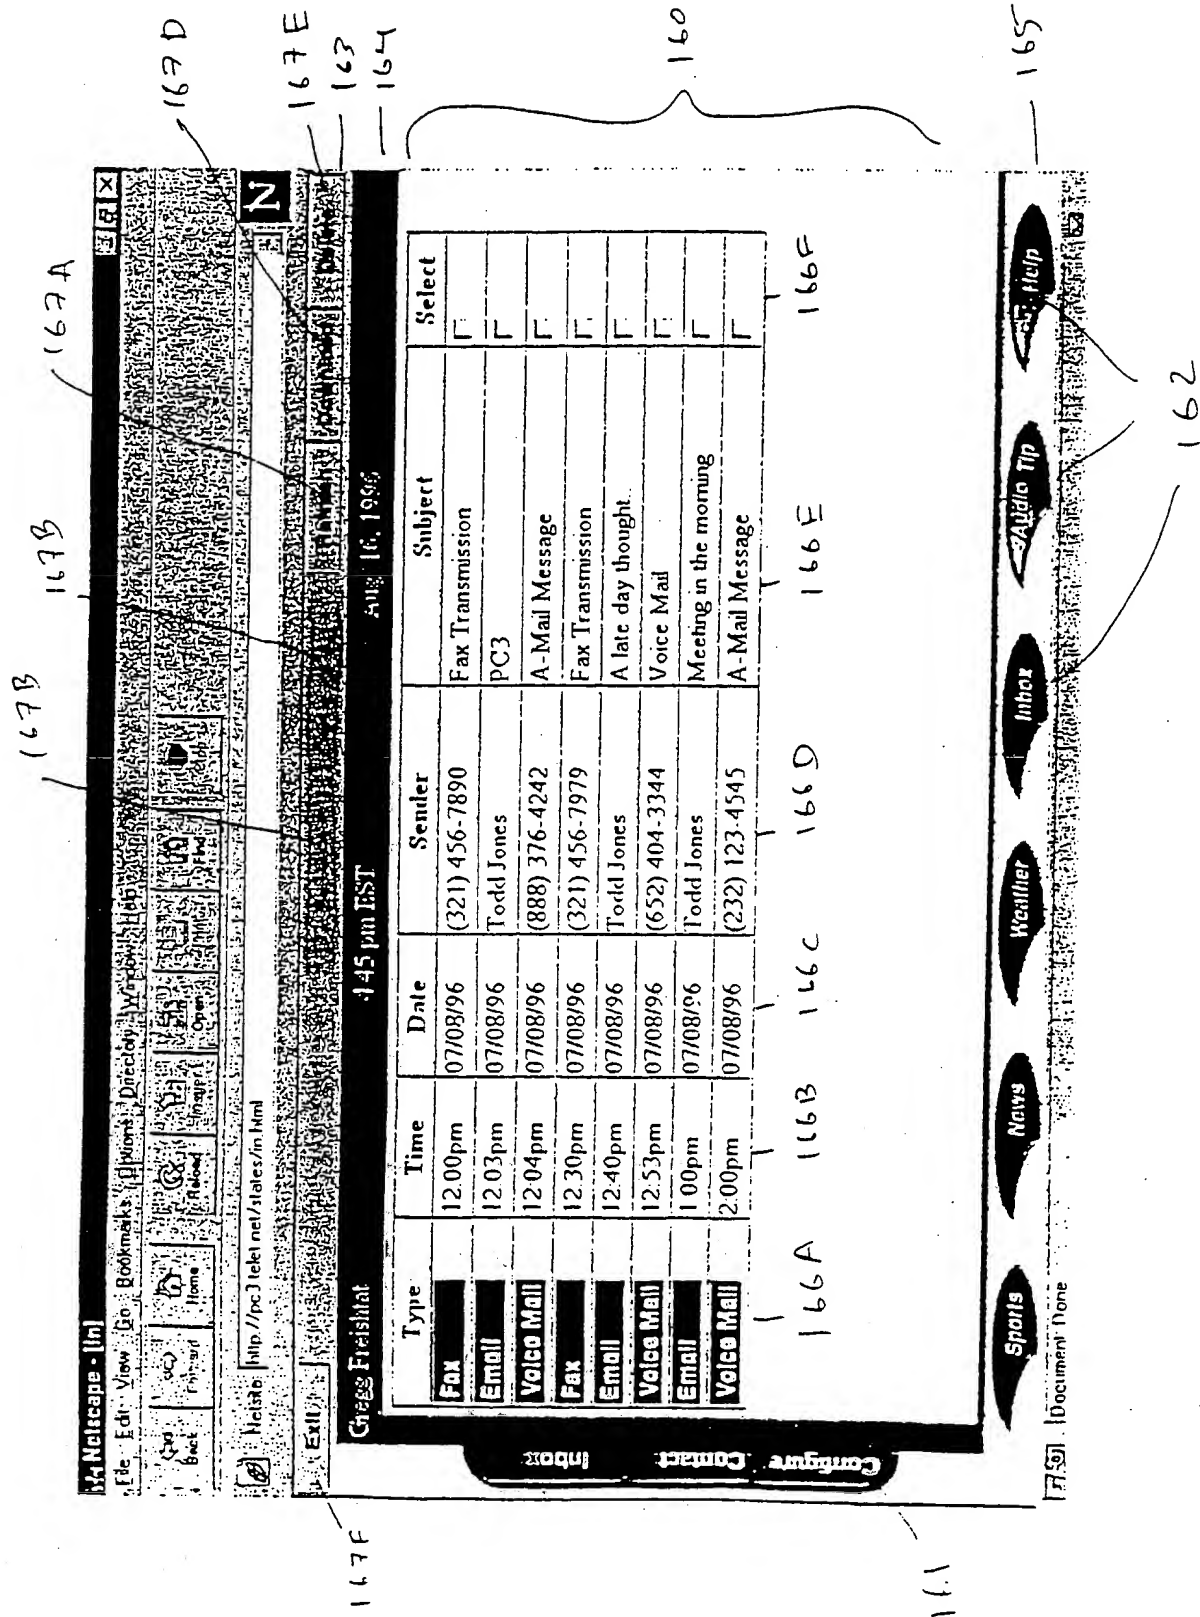 167B
167B
167A
167D
Netscape - [In]
File Edit View Go Bookmarks Options Directory Window Help
Back Forward Home Reload Images Open Find Stop
Netsite: http://pc3.telet.net/states/in.html
N
167E
Exit
163
167F
Gregg Freishtat 4:45 pm EST Aug 16, 1996
164
Type Time Date Sender Subject Select
Fax 12:00pm 07/08/96 (321) 456-7890 Fax Transmission
Email 12:03pm 07/08/96 Todd Jones PC3
Voice Mail 12:04pm 07/08/96 (888) 376-4242 A-Mail Message
Fax 12:30pm 07/08/96 (321) 456-7979 Fax Transmission
Email 12:40pm 07/08/96 Todd Jones A late day thought
Voice Mail 12:53pm 07/08/96 (652) 404-3344 Voice Mail
Email 1:00pm 07/08/96 Todd Jones Meeting in the morning
Voice Mail 2:00pm 07/08/96 (232) 123-4545 A-Mail Message
160
166A 166B 166C 166D 166E 166F
Inbox
Contact
Configure
161
Sports News Weather Inbox Audio Tip Help
165
Document Done
162